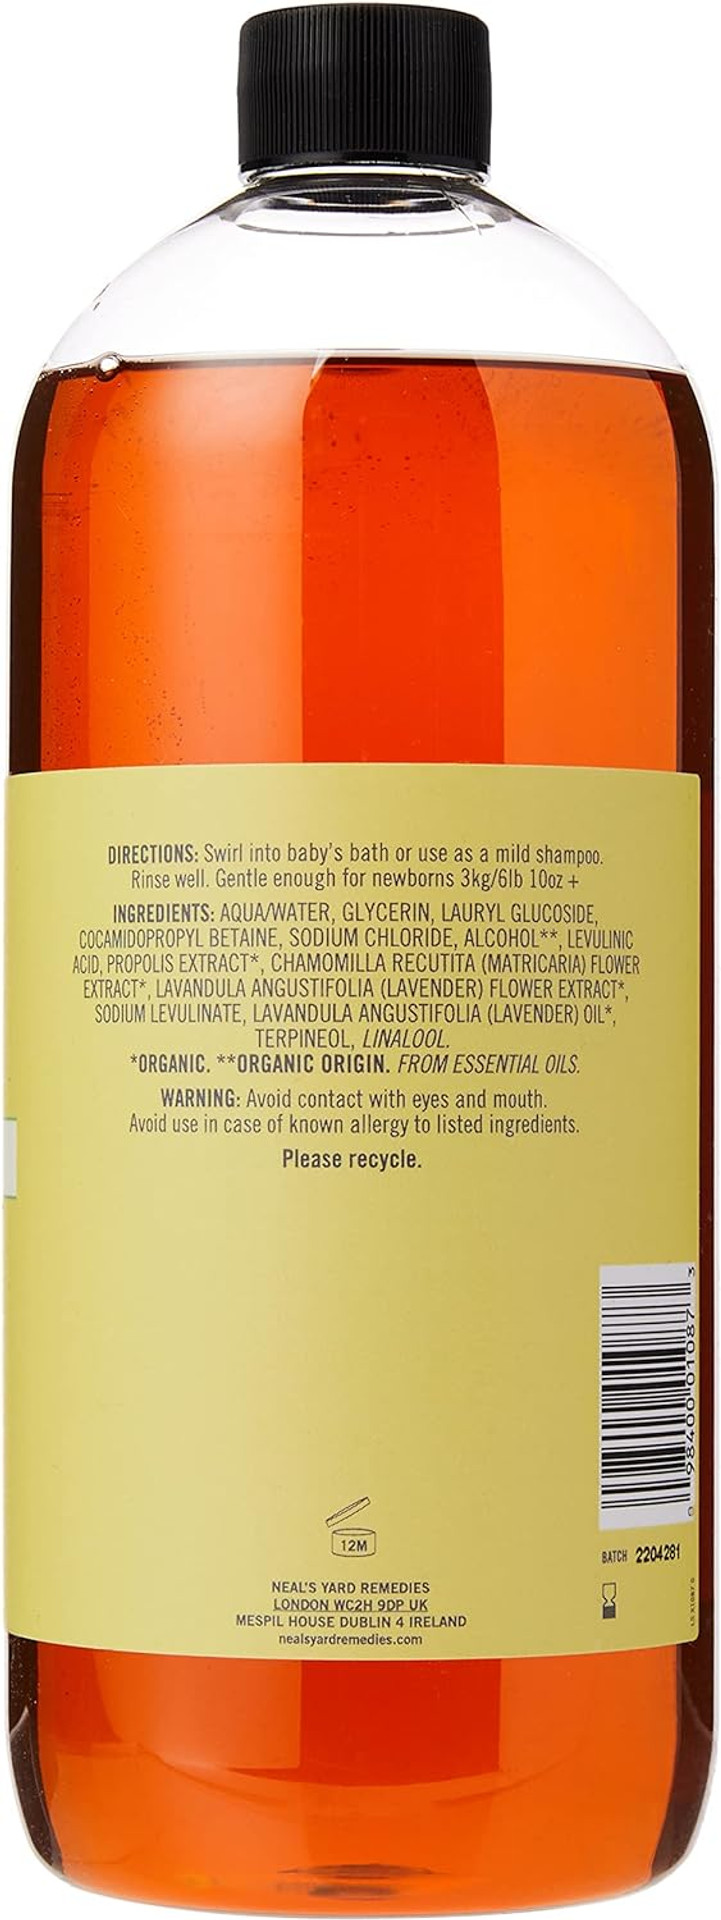 DIRECTIONS: Swirl into baby's bath or use as a mild shampoo.
Rinse well. Gentle enough for newborns 3kg/6lb 10oz +
INGREDIENTS: AQUA/WATER, GLYCERIN, LAURYL GLUCOSIDE,
COCAMIDOPROPYL BETAINE, SODIUM CHLORIDE, ALCOHOL**, LEVULINIC
ACID, PROPOLIS EXTRACT*, CHAMOMILLA RECUTITA (MATRICARIA) FLOWER
EXTRACT*, LAVANDULA ANGUSTIFOLIA (LAVENDER) FLOWER EXTRACT*,
SODIUM LEVULINATE, LAVANDULA ANGUSTIFOLIA (LAVENDER) OIL*,
TERPINEOL, LINALOOL.
*ORGANIC. **ORGANIC ORIGIN. FROM ESSENTIAL OILS.
WARNING: Avoid contact with eyes and mouth.
Avoid use in case of known allergy to listed ingredients.
Please recycle.
0 98400 01087 3
BATCH 2204281
12M
NEAL'S YARD REMEDIES
LONDON WC2H 9DP UK
MESPIL HOUSE DUBLIN 4 IRELAND
nealsyardremedies.com